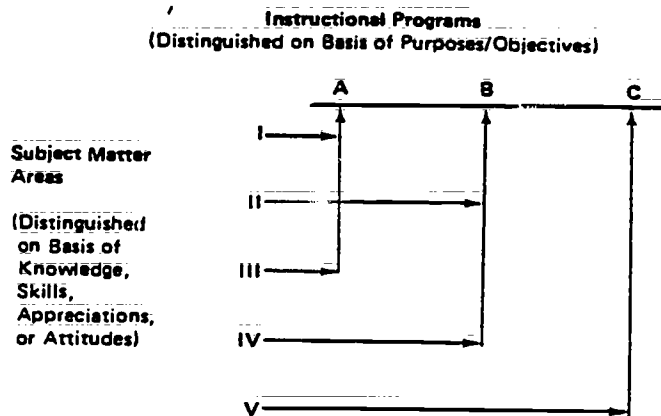 Instructional Programs
(Distinguished on Basis of Purposes/Objectives)
A B C
Subject Matter
Areas
(Distinguished
on Basis of
Knowledge,
Skills,
Appreciations,
or Attitudes)
I
II
III
IV
V